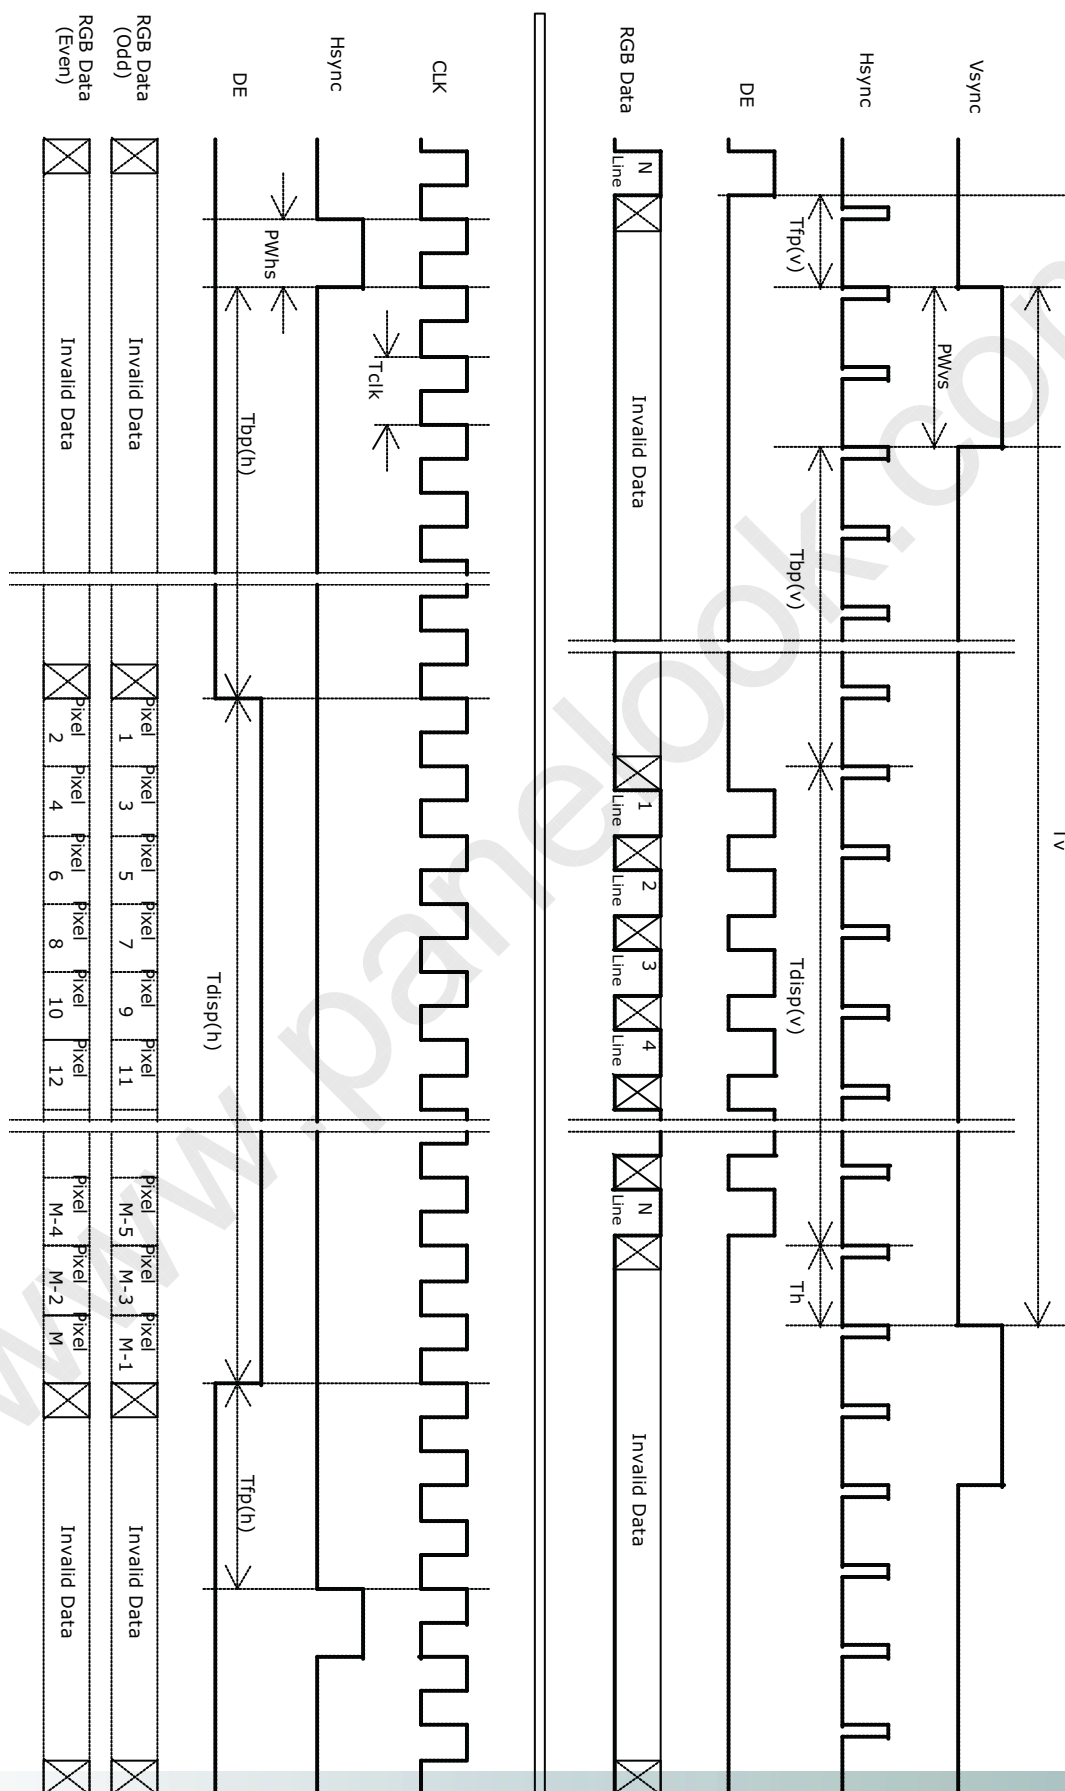 Tv
Vsync
PWvs
Hsync
Tfp(v)
Tbp(v)
Tdisp(v)
Th
DE
RGB Data
N
Line
Invalid Data
1
Line
2
Line
3
Line
4
Line
N
Line
Invalid Data
CLK
Tclk
Hsync
PWhs
Tbp(h)
Tfp(h)
DE
Tdisp(h)
RGB Data
(Odd)
Invalid Data
Pixel
1
Pixel
3
Pixel
5
Pixel
7
Pixel
9
Pixel
11
Pixel
M-5
Pixel
M-3
Pixel
M-1
Invalid Data
RGB Data
(Even)
Invalid Data
Pixel
2
Pixel
4
Pixel
6
Pixel
8
Pixel
10
Pixel
12
Pixel
M-4
Pixel
M-2
Pixel
M
Invalid Data
www.panelook.com